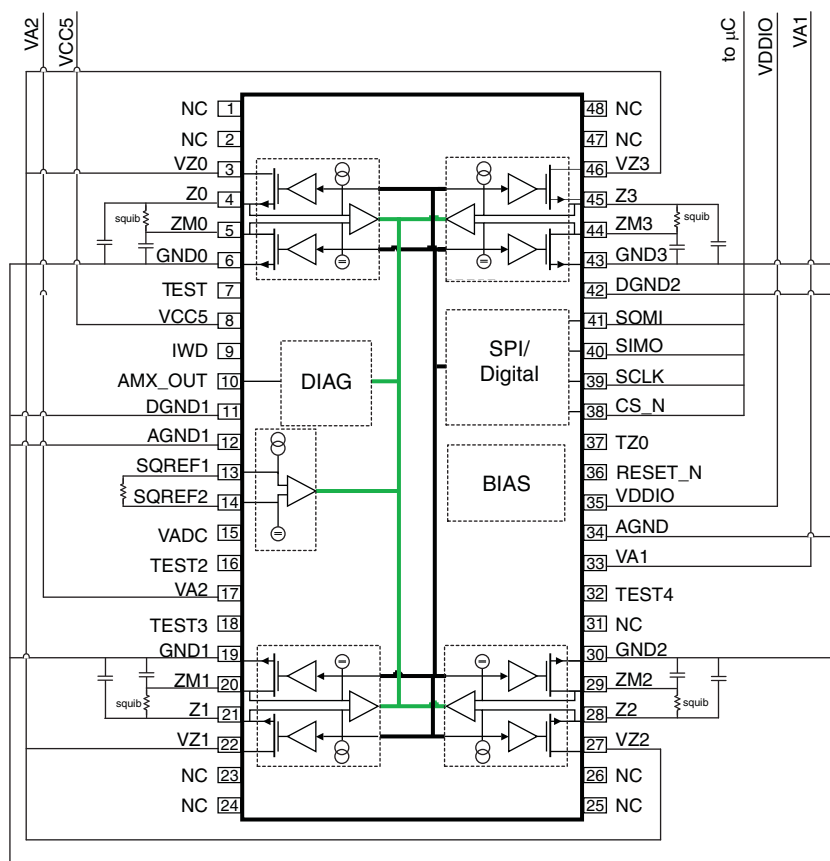 VA2
VCC5
to µC
VDDIO
VA1
NC 1
NC 2
VZ0 3
Z0 4
squib
ZM0 5
GND0 6
TEST 7
VCC5 8
IWD 9
AMX_OUT 10
DGND1 11
AGND1 12
SQREF1 13
SQREF2 14
VADC 15
TEST2 16
VA2 17
TEST3 18
GND1 19
ZM1 20
squib
Z1 21
VZ1 22
NC 23
NC 24
DIAG
SPI/
Digital
BIAS
48 NC
47 NC
46 VZ3
45 Z3
squib
44 ZM3
43 GND3
42 DGND2
41 SOMI
40 SIMO
39 SCLK
38 CS_N
37 TZ0
36 RESET_N
35 VDDIO
34 AGND
33 VA1
32 TEST4
31 NC
30 GND2
29 ZM2
squib
28 Z2
27 VZ2
26 NC
25 NC